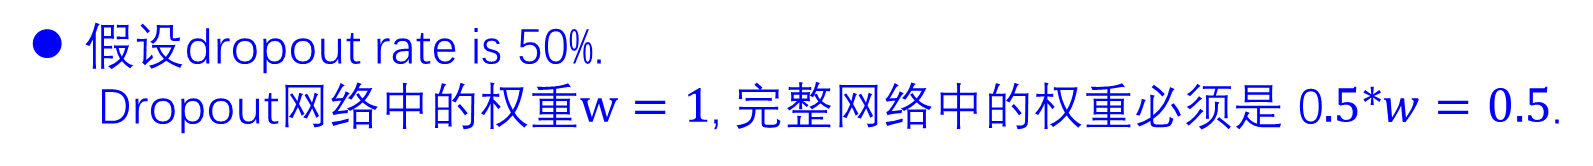 ● 假设dropout rate is 50%.
Dropout网络中的权重w = 1, 完整网络中的权重必须是 0.5*w = 0.5.